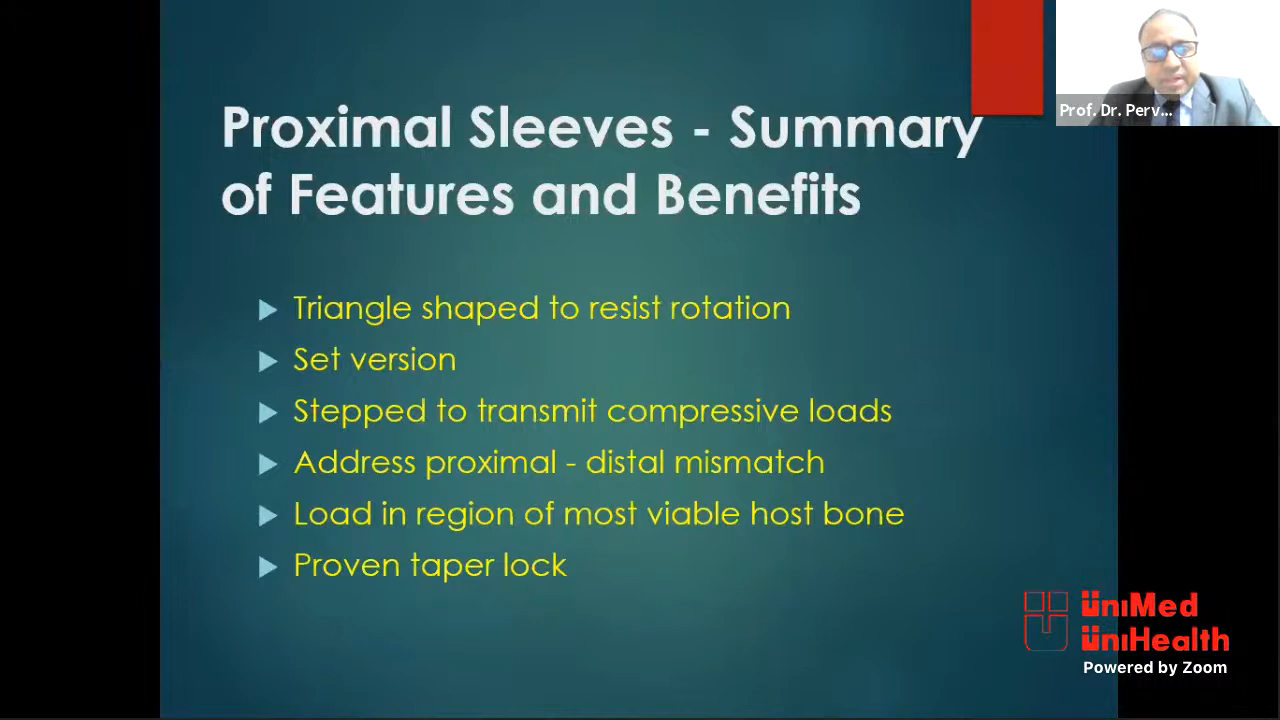 Proximal Sleeves - Summary
of Features and Benefits
Triangle shaped to resist rotation
Set version
Stepped to transmit compressive loads
Address proximal - distal mismatch
Load in region of most viable host bone
Proven taper lock
Prof. Dr. Perv...
ÜnıMed
ÜnıHealth
Powered by Zoom